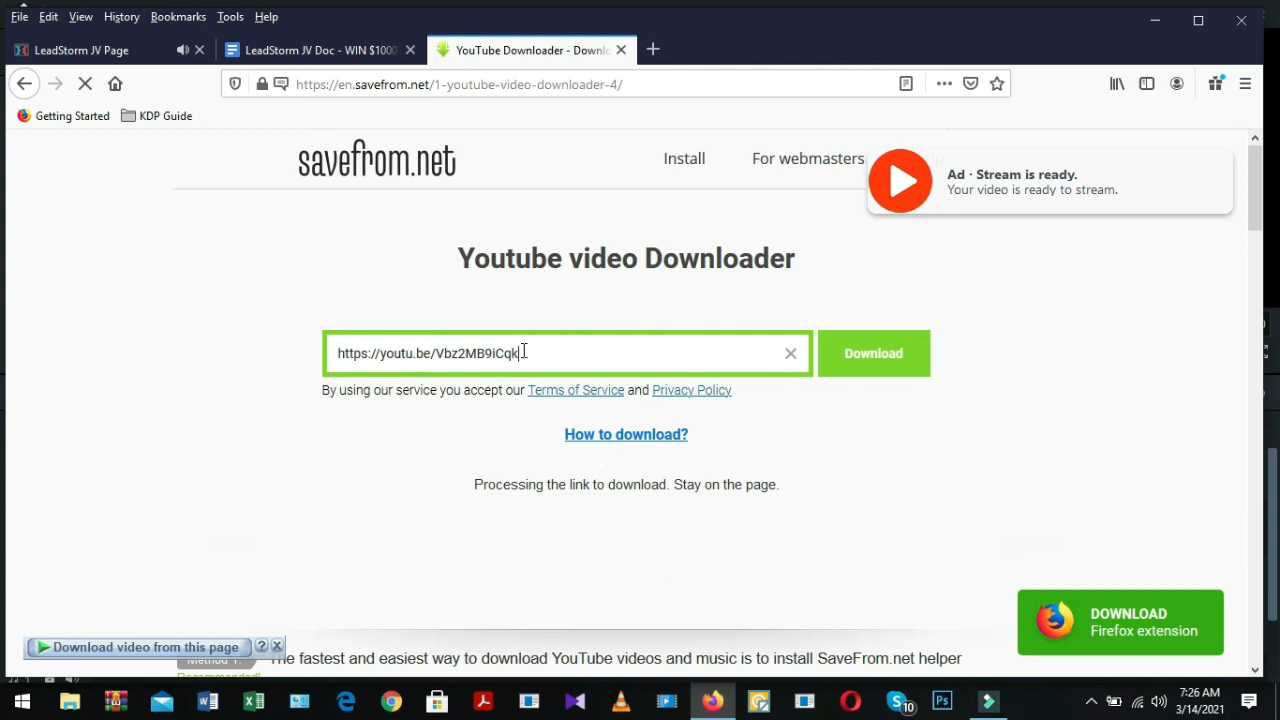 File Edit View History Bookmarks Tools Help
LeadStorm JV Page
LeadStorm JV Doc - WIN $1000
YouTube Downloader - Downlo
https://en.savefrom.net/1-youtube-video-downloader-4/
Getting Started
KDP Guide
savefrom.net
Install
For webmasters
Ad · Stream is ready.
Your video is ready to stream.
Youtube video Downloader
https://youtu.be/Vbz2MB9iCqk
Download
By using our service you accept our Terms of Service and Privacy Policy
How to download?
Processing the link to download. Stay on the page.
DOWNLOAD
Firefox extension
Download video from this page ?
Method 1:
The fastest and easiest way to download YouTube videos and music is to install SaveFrom.net helper
Recommended!
10
Ps
7:26 AM
3/14/2021